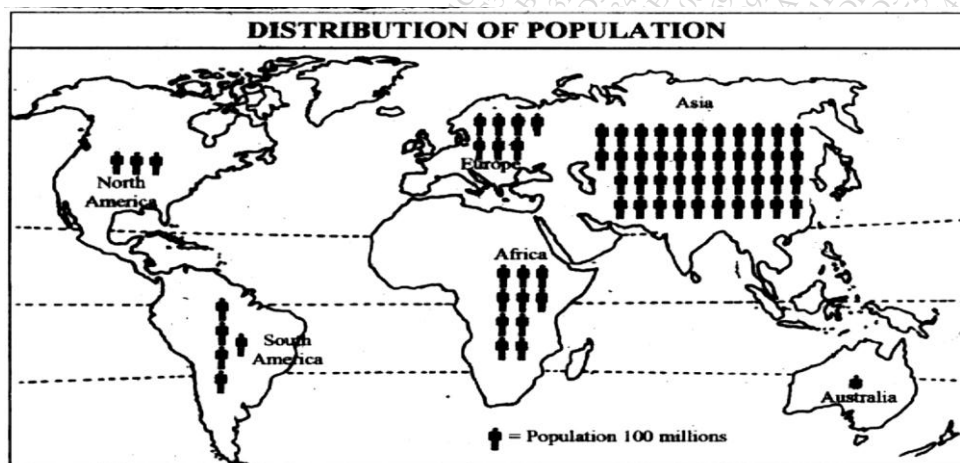 DISTRIBUTION OF POPULATION
Asia
Europe
North
America
Africa
South
America
Australia
= Population 100 millions